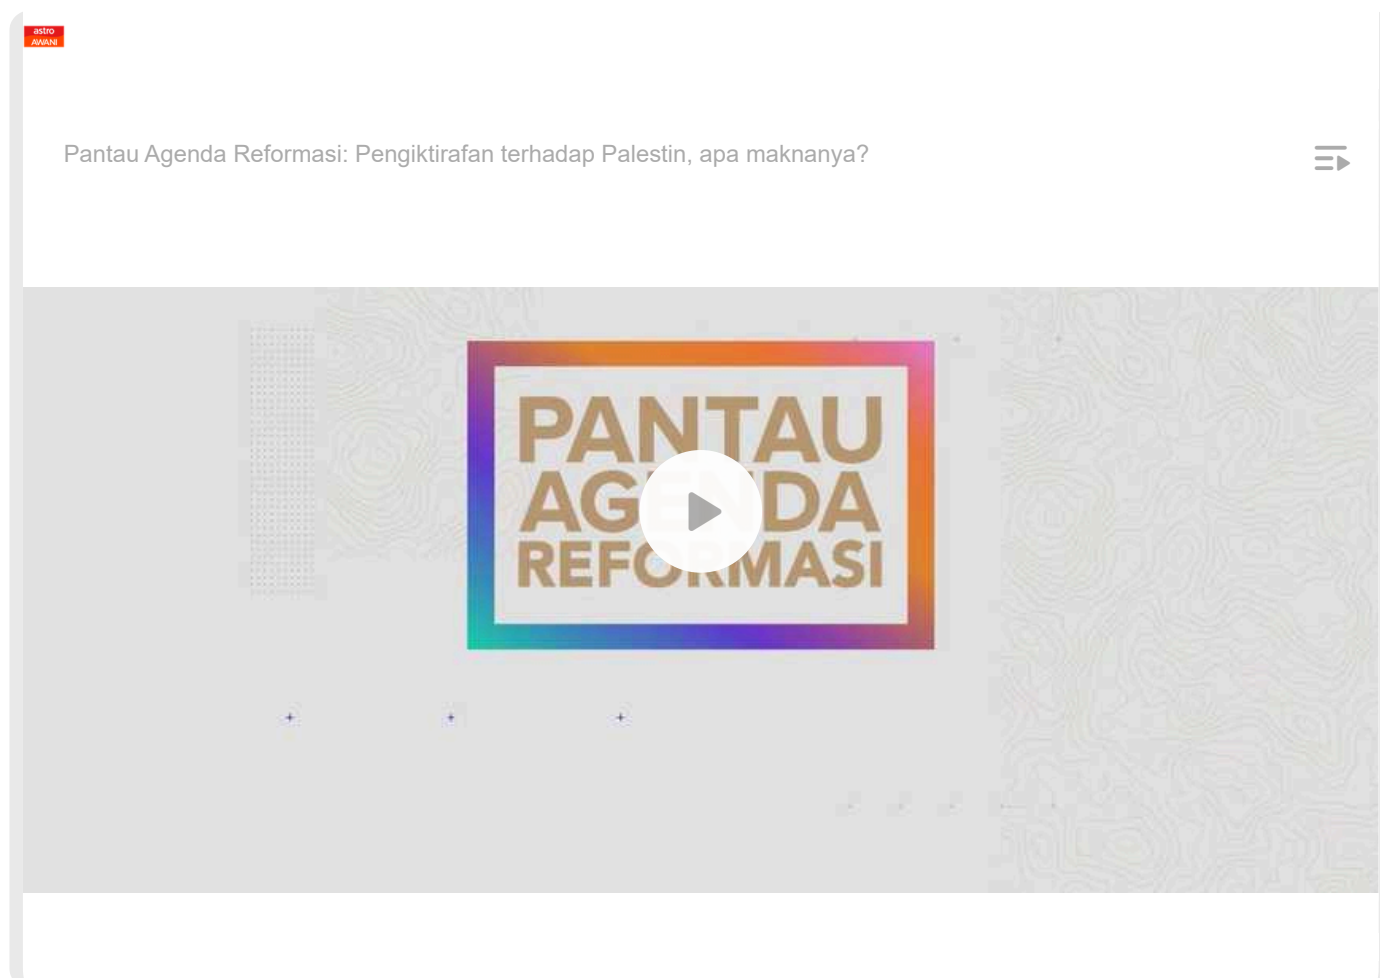 astro
AWANI
Pantau Agenda Reformasi: Pengiktirafan terhadap Palestin, apa maknanya?
PANTAU
AGENDA
REFORMASI